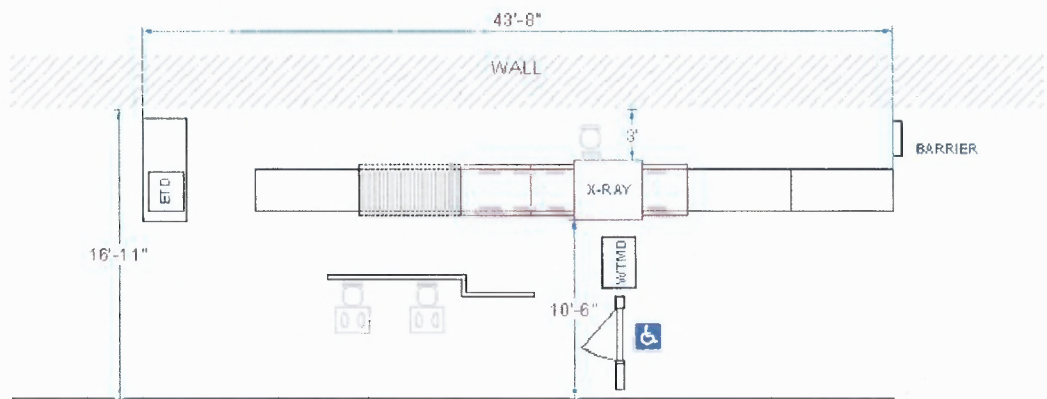 43'-8"
WALL
3'
BARRIER
X-RAY
ETD
16'-11"
WTMD
10'-6"